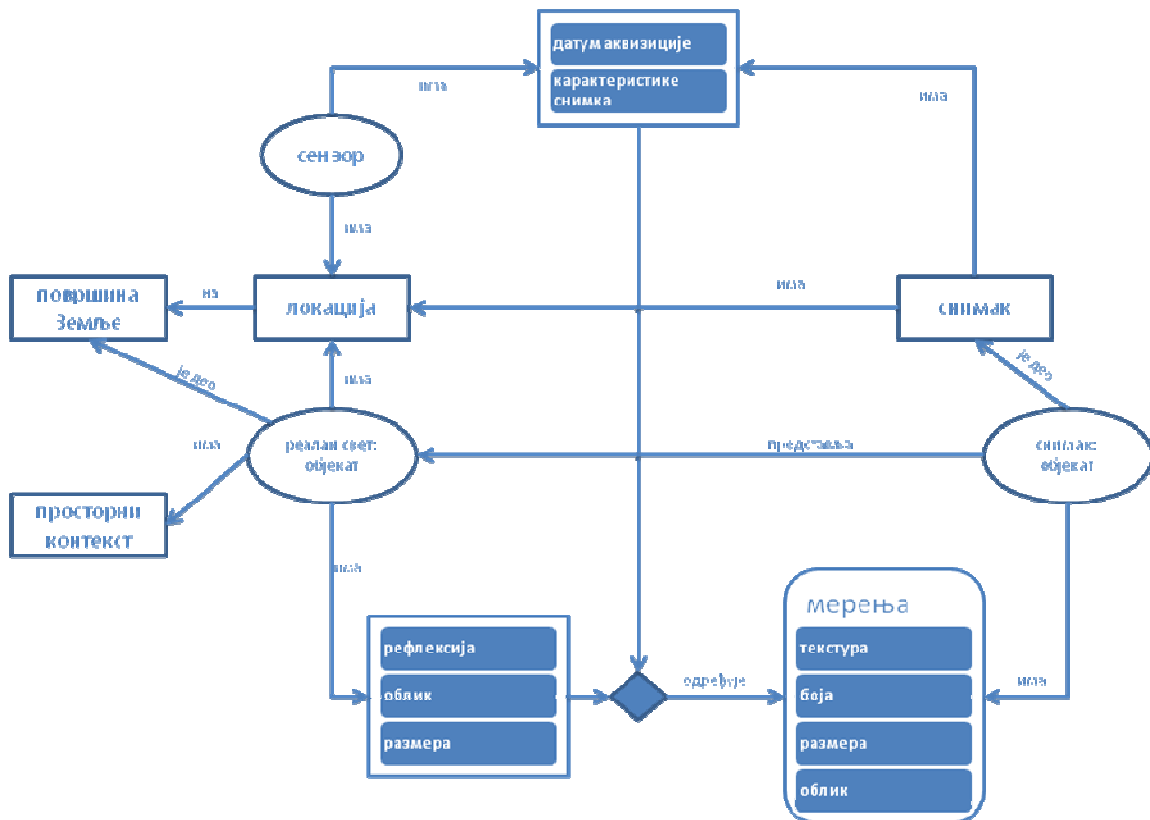 датум аквизиције
карактеристике
снимка
има
има
сензор
има
површина
Земље
на
локација
има
снимак
је део
има
је део
има
реалан свет:
објекат
представља
снимак:
објекат
просторни
контекст
има
мерења
рефлексија
текстура
облик
одређује
боја
има
размера
размера
облик